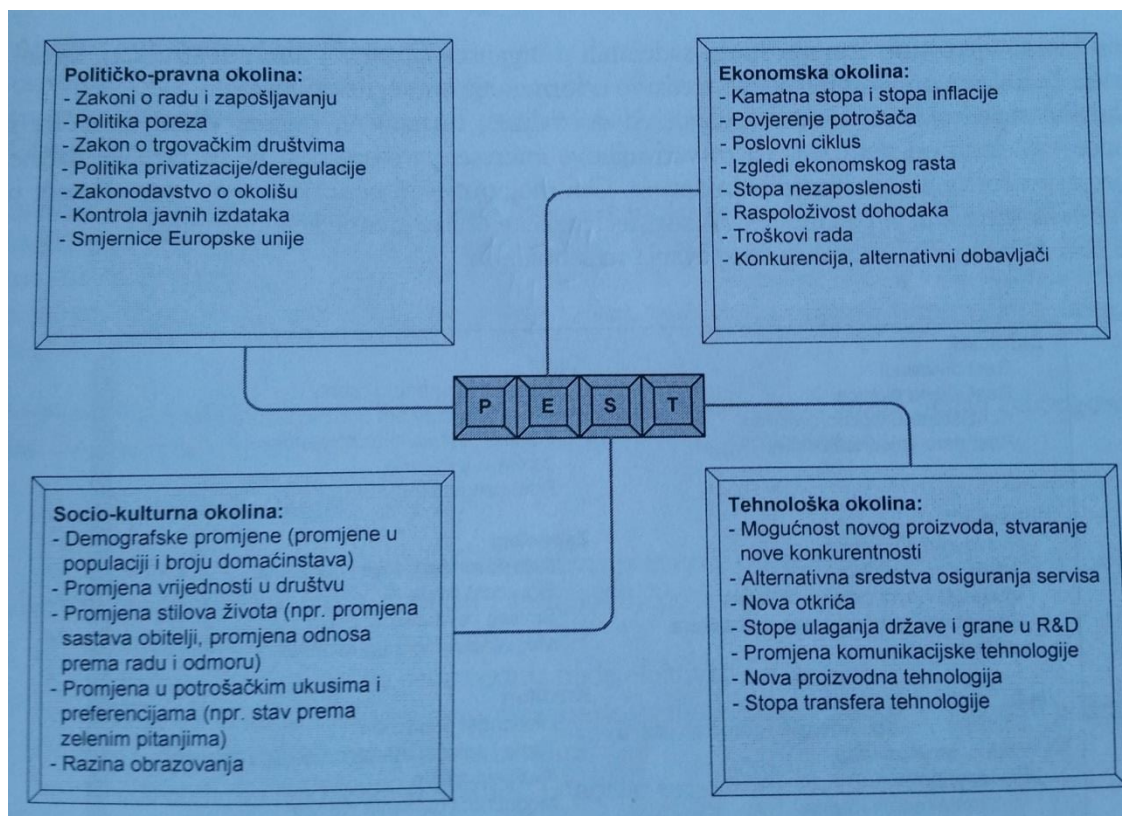 Političko-pravna okolina:
- Zakoni o radu i zapošljavanju
- Politika poreza
- Zakon o trgovačkim društvima
- Politika privatizacije/deregulacije
- Zakonodavstvo o okolišu
- Kontrola javnih izdataka
- Smjernice Europske unije
Ekonomska okolina:
- Kamatna stopa i stopa inflacije
- Povjerenje potrošača
- Poslovni ciklus
- Izgledi ekonomskog rasta
- Stopa nezaposlenosti
- Raspoloživost dohodaka
- Troškovi rada
- Konkurencija, alternativni dobavljači
P E S T
Socio-kulturna okolina:
- Demografske promjene (promjene u
populaciji i broju domaćinstava)
- Promjena vrijednosti u društvu
- Promjena stilova života (npr. promjena
sastava obitelji, promjena odnosa
prema radu i odmoru)
- Promjena u potrošačkim ukusima i
preferencijama (npr. stav prema
zelenim pitanjima)
- Razina obrazovanja
Tehnološka okolina:
- Mogućnost novog proizvoda, stvaranje
nove konkurentnosti
- Alternativna sredstva osiguranja servisa
- Nova otkrića
- Stope ulaganja države i grane u R&D
- Promjena komunikacijske tehnologije
- Nova proizvodna tehnologija
- Stopa transfera tehnologije